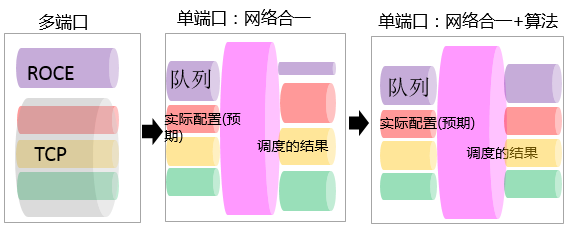 多端口
单端口：网络合一
单端口：网络合一+算法
ROCE
TCP
队列
实际配置(预
期)
调度的结果
队列
实际配置(预期)
调度的结果